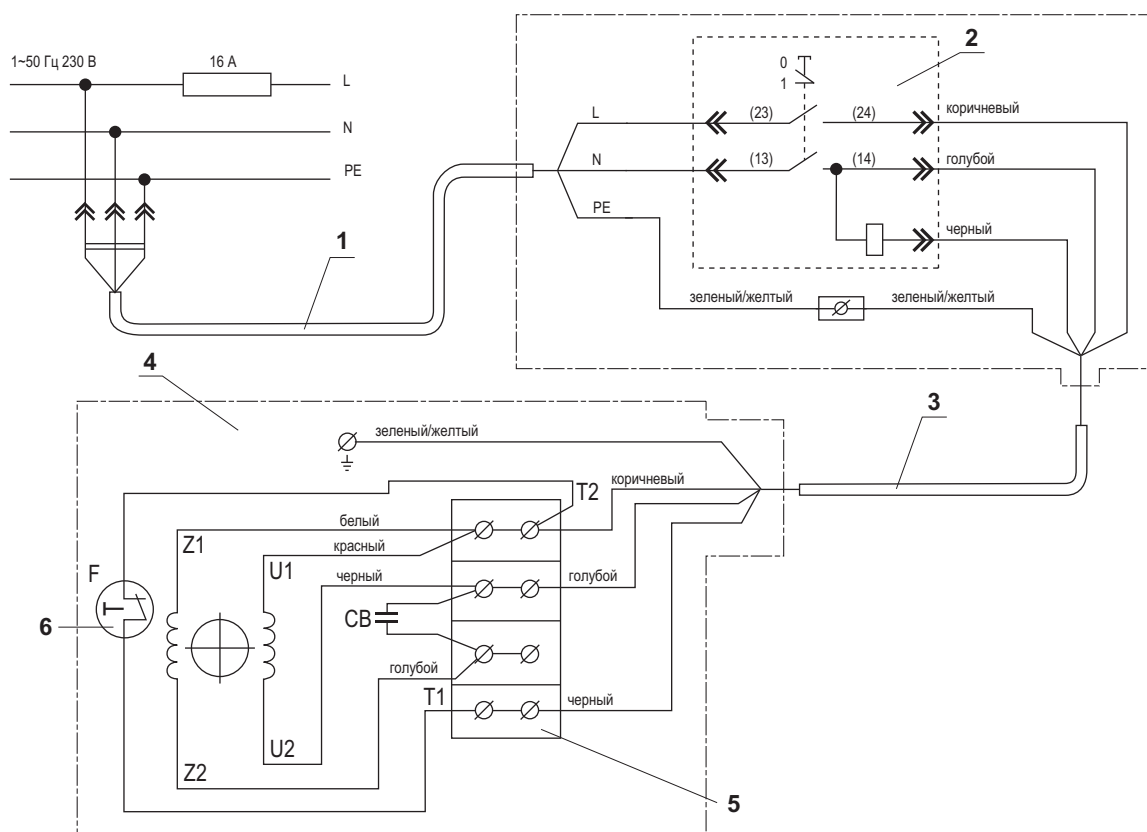 1~50 Гц 230 В
16 А
L
N
PE
1
2
0
1
L
(23)
(24)
коричневый
N
(13)
(14)
голубой
PE
черный
зеленый/желтый
зеленый/желтый
3
4
зеленый/желтый
T2
коричневый
белый
Z1
красный
U1
F
черный
голубой
CB
6
голубой
T1
черный
U2
Z2
5